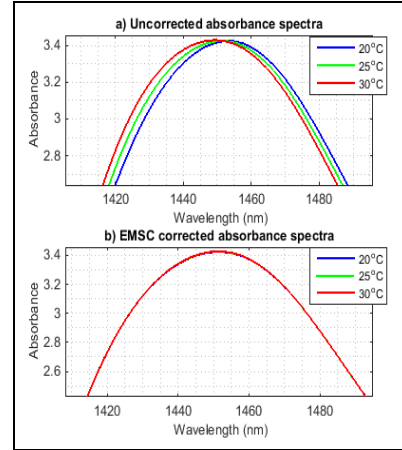 a) Uncorrected absorbance spectra
3.4
3.2
3
2.8
Absorbance
20°C
25°C
30°C
1420 1440 1460 1480
Wavelength (nm)
b) EMSC corrected absorbance spectra
3.4
3.2
3
2.8
2.6
Absorbance
20°C
25°C
30°C
1420 1440 1460 1480
Wavelength (nm)